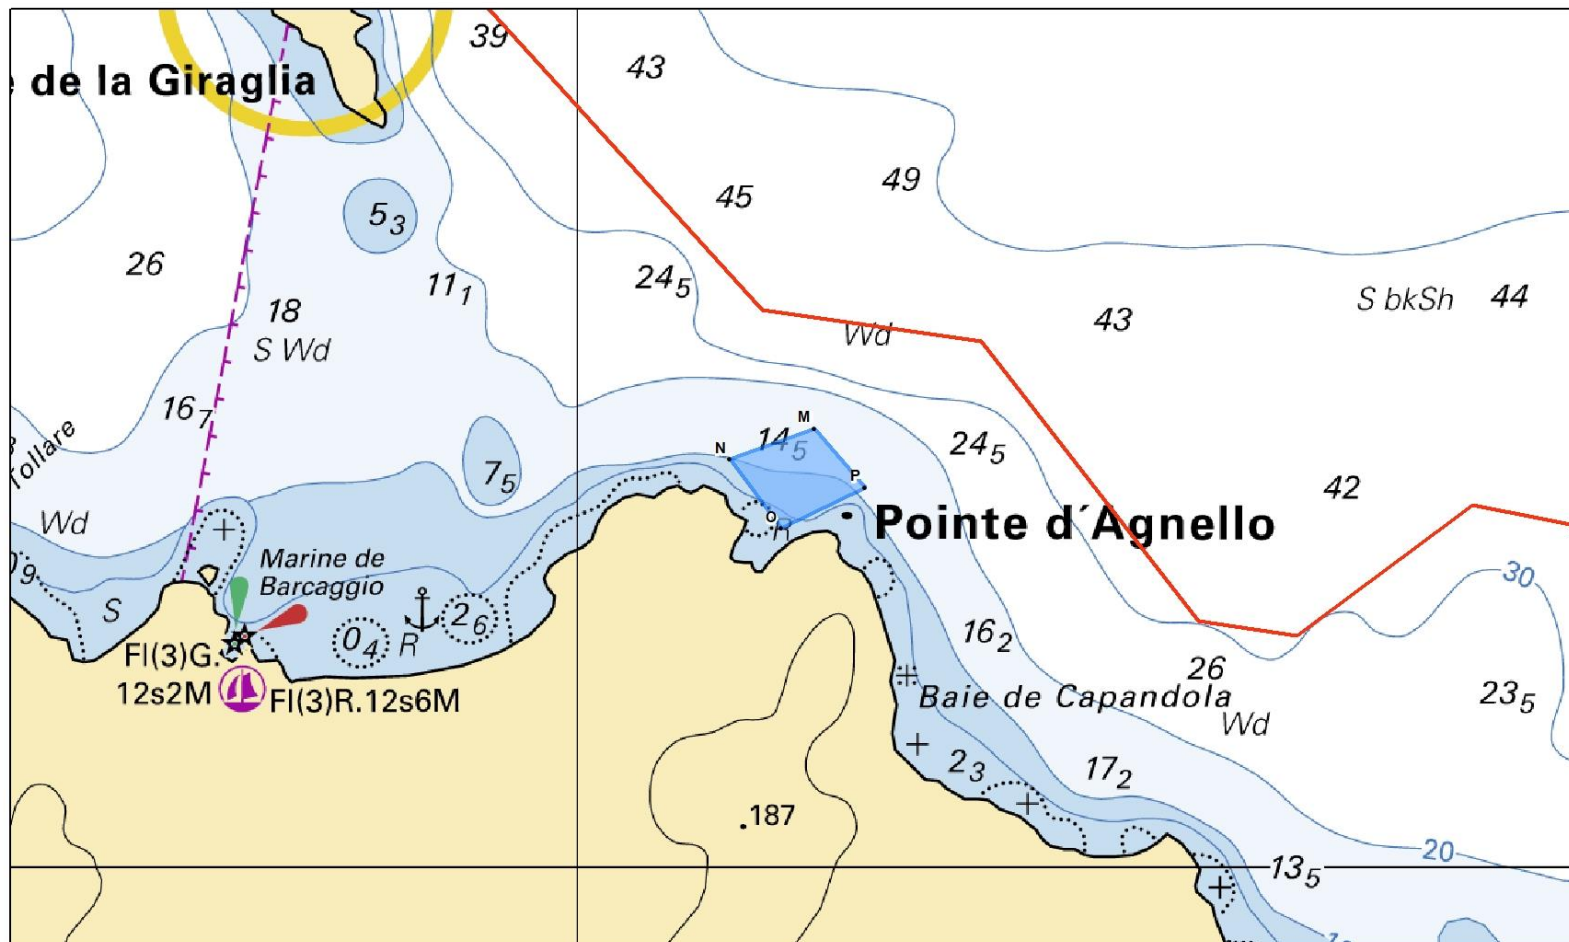 39
43
de la Giraglia
49
45
5₃
26
24₅
11₁
S bkSh
44
18
43
Wd
S Wd
16₇
M
14₅
24₅
N
Tollare
7₅
P
42
O
Wd
Pointe d´Agnello
Marine de
Barcaggio
0₉
30
S
2₆
0₄
R
16₂
Fl(3)G.
12s2M
Fl(3)R.12s6M
26
Baie de Capandola
23₅
Wd
2₃
17₂
187
20
13₅